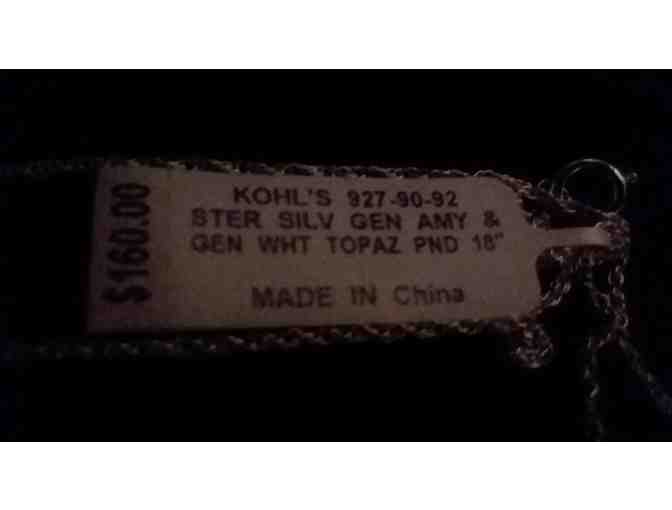 $160.00
KOHL'S 927-90-92
STER SILV GEN AMY &
GEN WHT TOPAZ PND 18"
MADE IN China